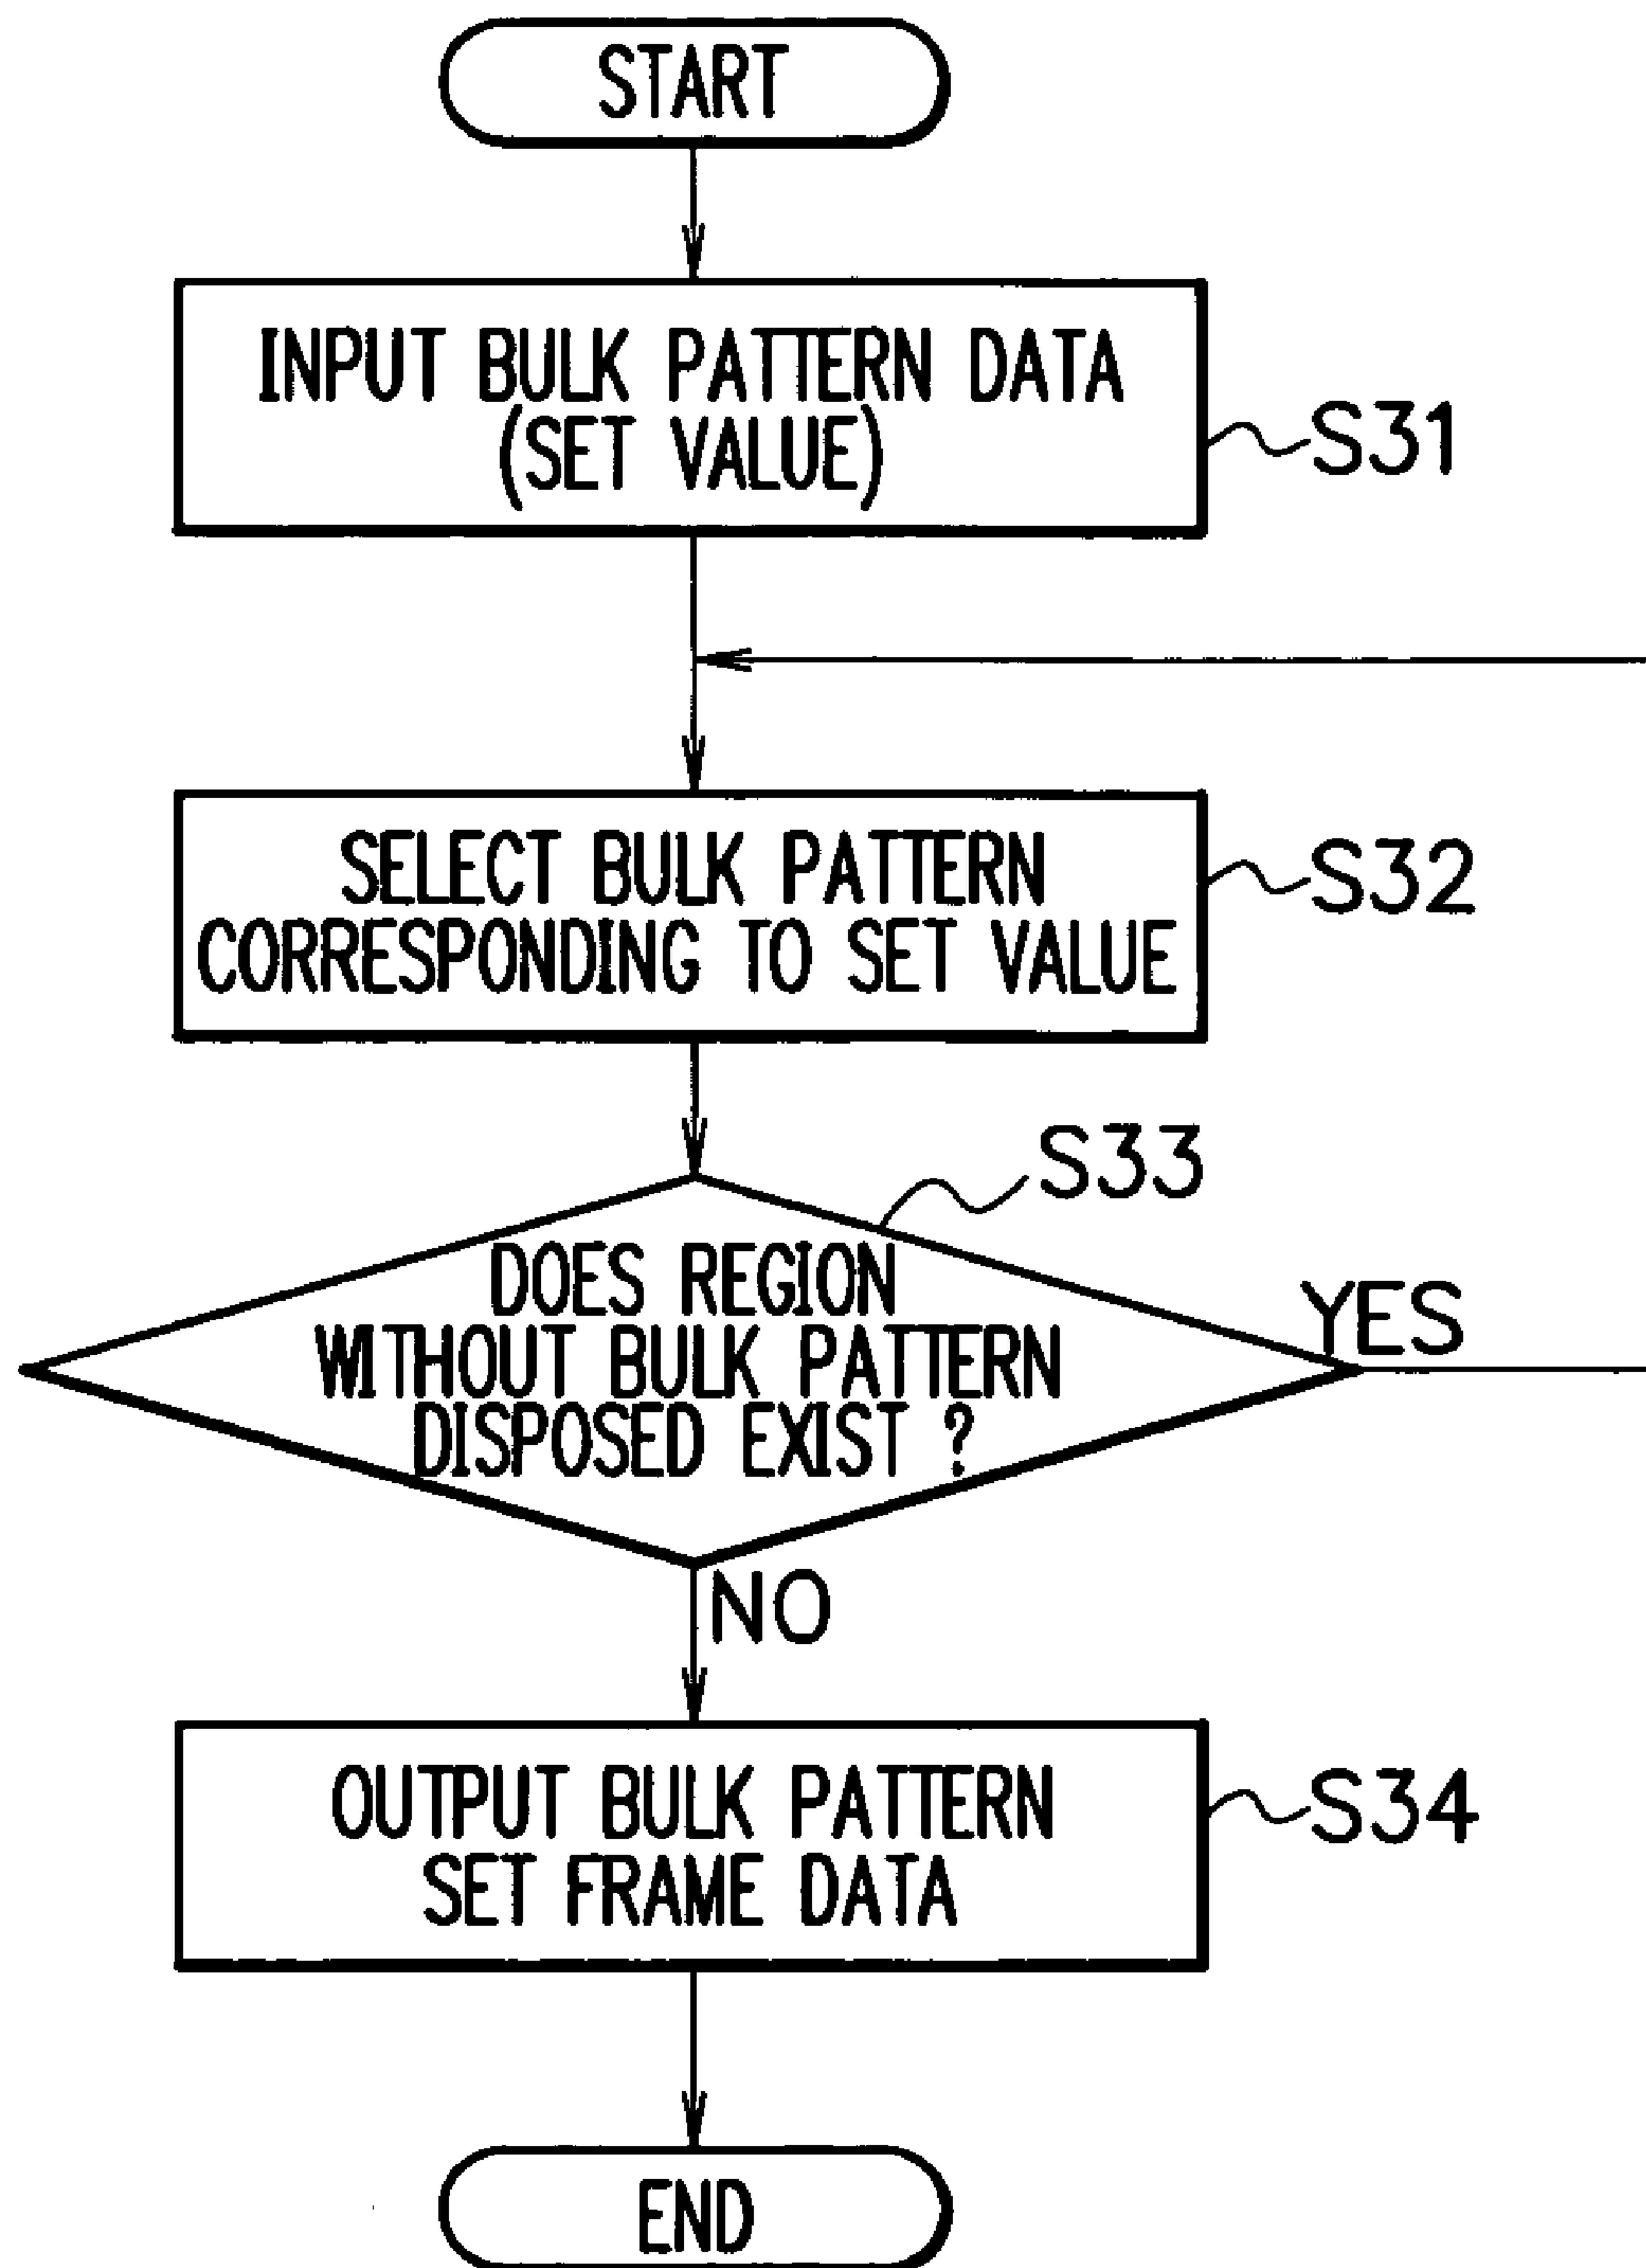 START
INPUT BULK PATTERN DATA
(SET VALUE)
S31
SELECT BULK PATTERN
CORRESPONDING TO SET VALUE
S32
S33
DOES REGION
WITHOUT BULK PATTERN
DISPOSED EXIST ?
YES
NO
OUTPUT BULK PATTERN
SET FRAME DATA
S34
END